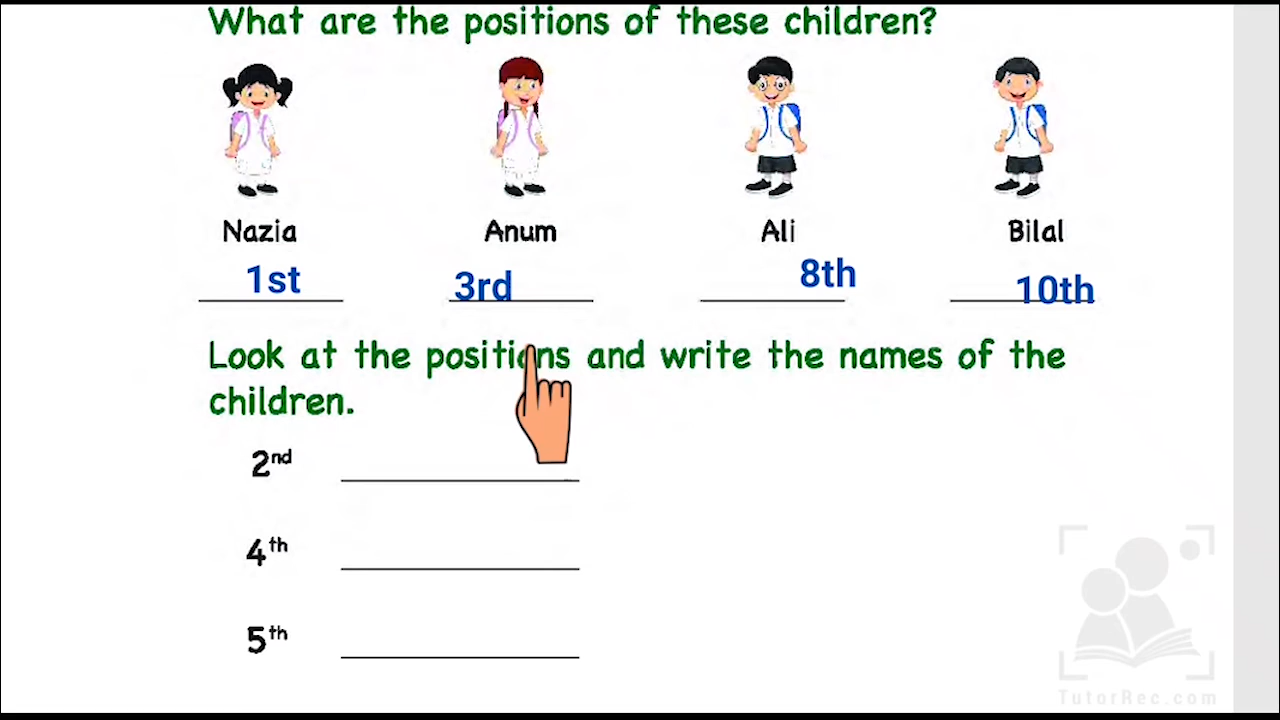 What are the positions of these children?
Nazia Anum Ali Bilal
1st 3rd 8th 10th
Look at the positions and write the names of the
children.
2nd
4th
5th
TutorRec.com